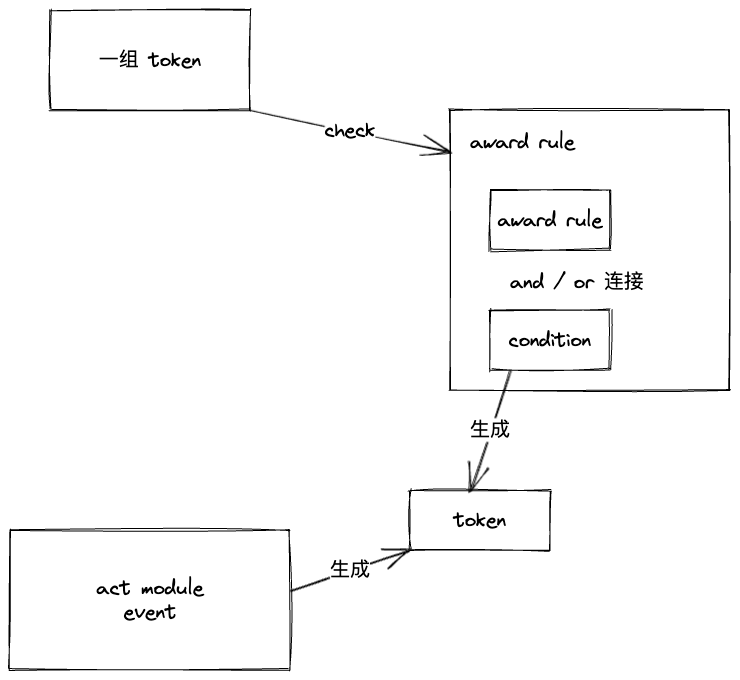 一组 token
check
award rule
award rule
and / or 连接
condition
生成
token
生成
act module
event